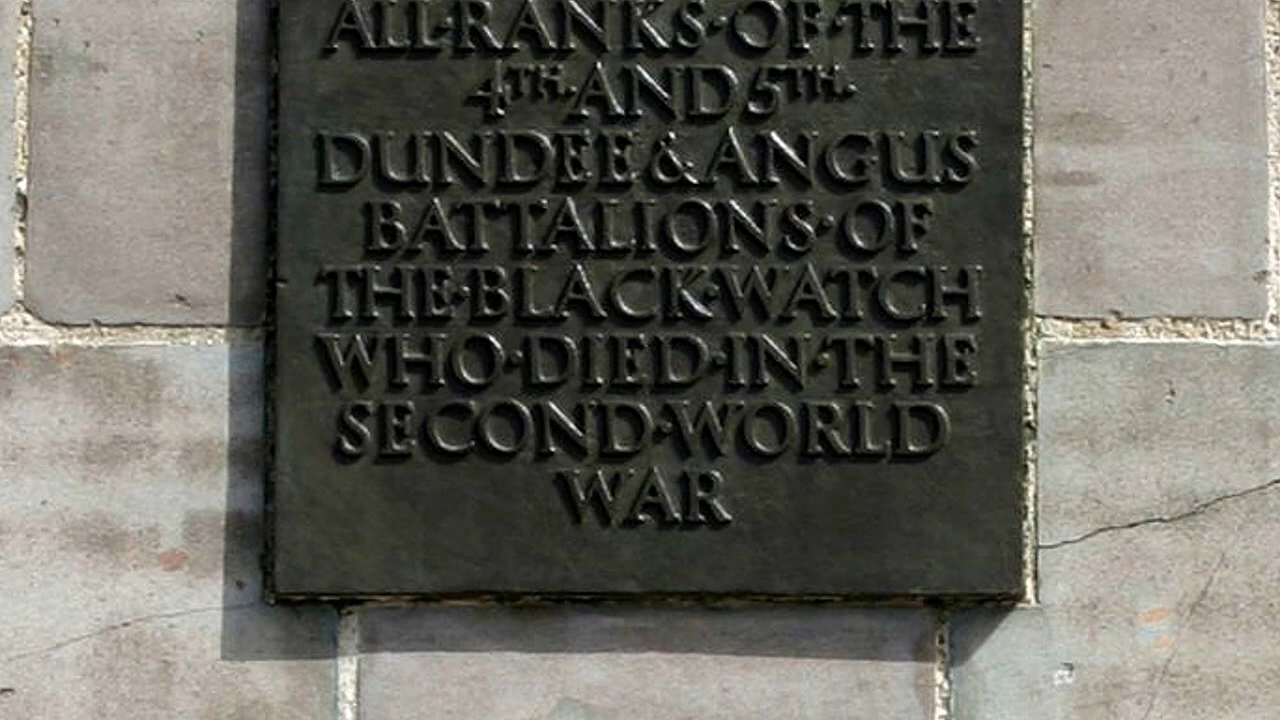 ALL·RANKS·OF·THE
4TH·AND 5TH·
DUNDEE & ANGUS
BATTALIONS·OF
THE·BLACK·WATCH
WHO·DIED·IN·THE
SECOND·WORLD
WAR